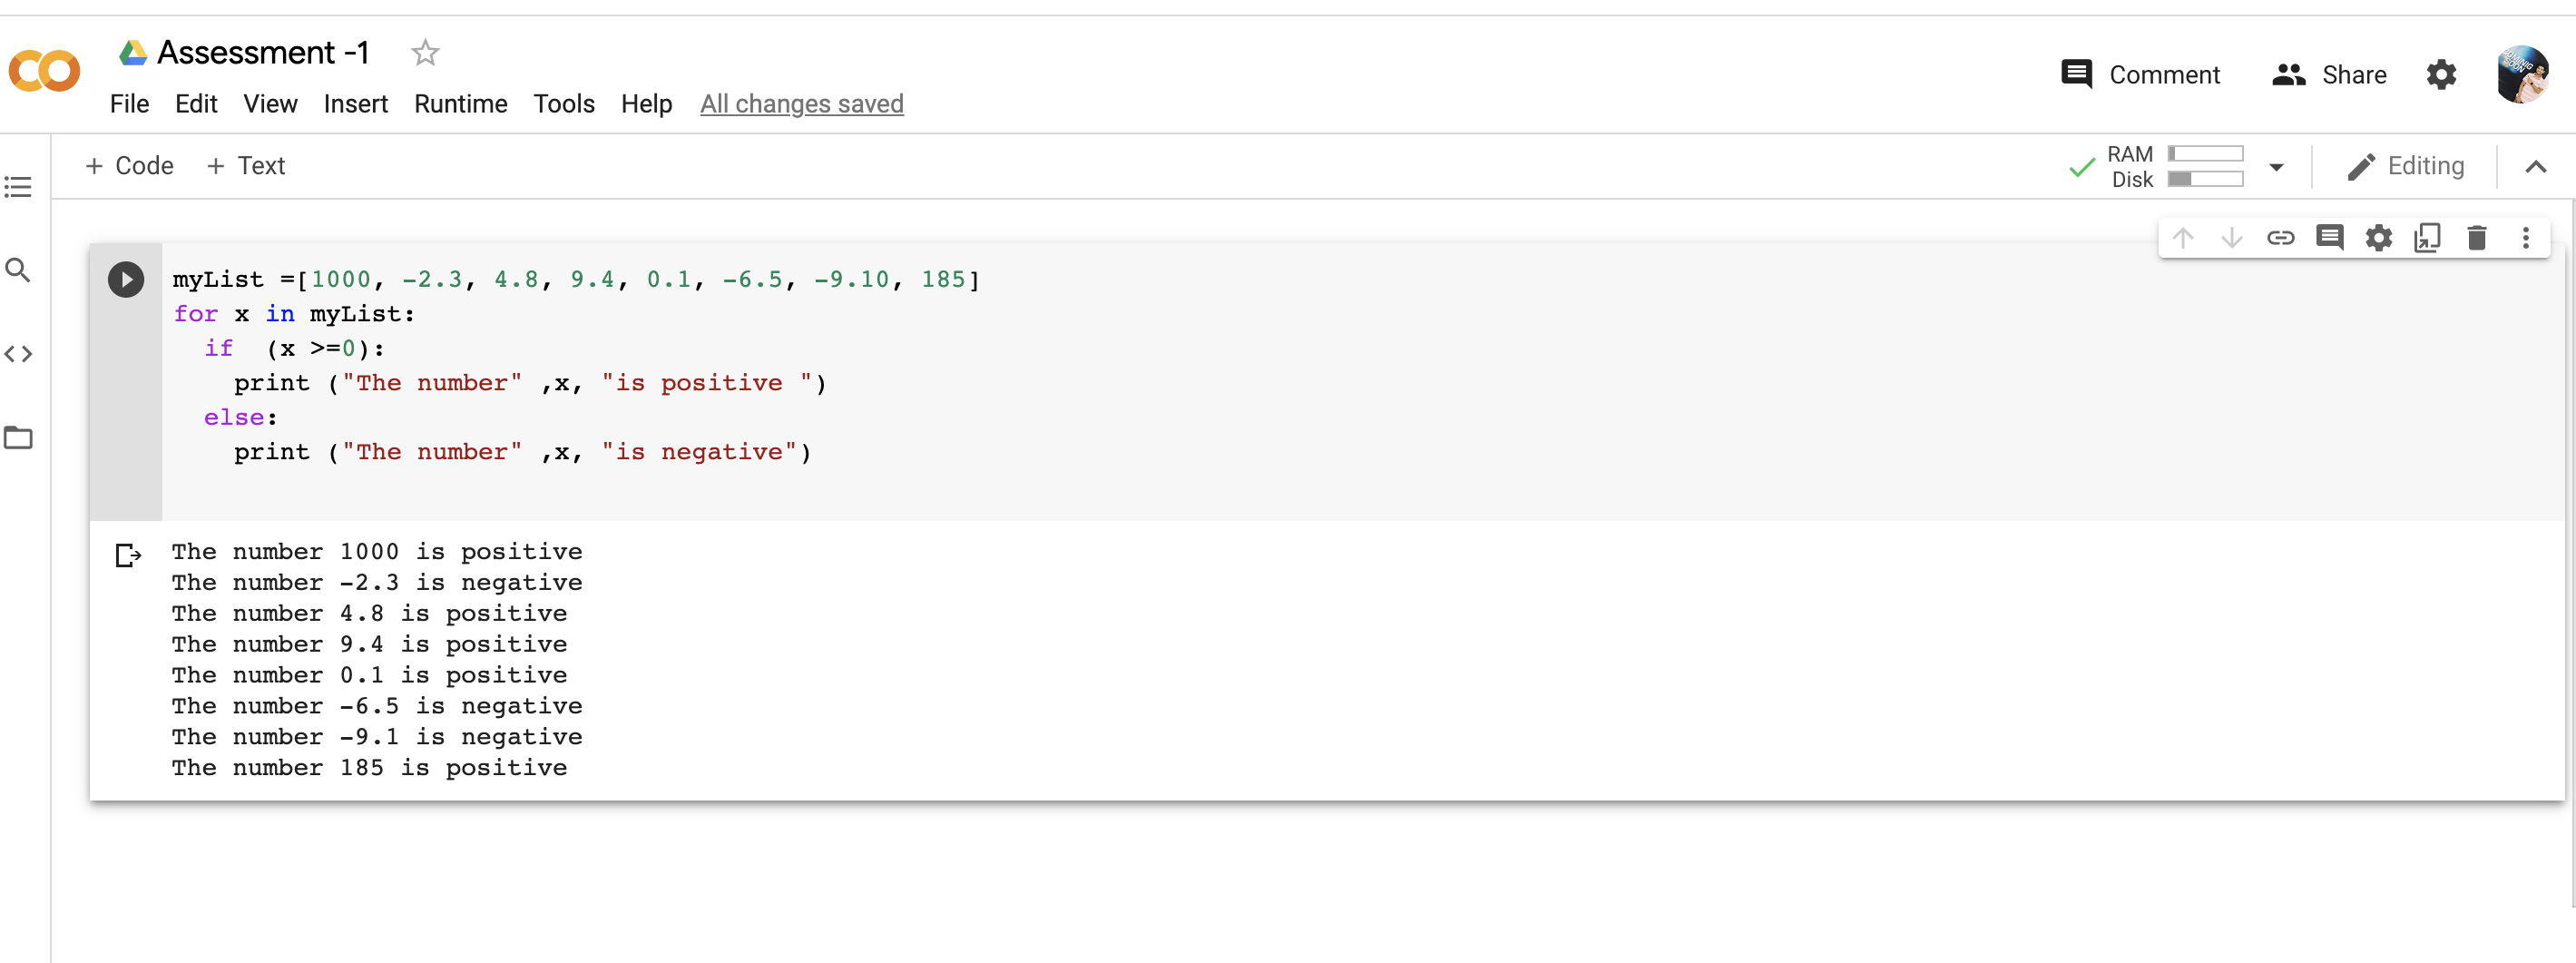 Assessment -1
File Edit View Insert Runtime Tools Help All changes saved
Comment Share
+ Code + Text
RAM
Disk
Editing
myList =[1000, -2.3, 4.8, 9.4, 0.1, -6.5, -9.10, 185]
for x in myList:
  if  (x >=0):
    print ("The number" ,x, "is positive ")
  else:
    print ("The number" ,x, "is negative")
The number 1000 is positive
The number -2.3 is negative
The number 4.8 is positive
The number 9.4 is positive
The number 0.1 is positive
The number -6.5 is negative
The number -9.1 is negative
The number 185 is positive